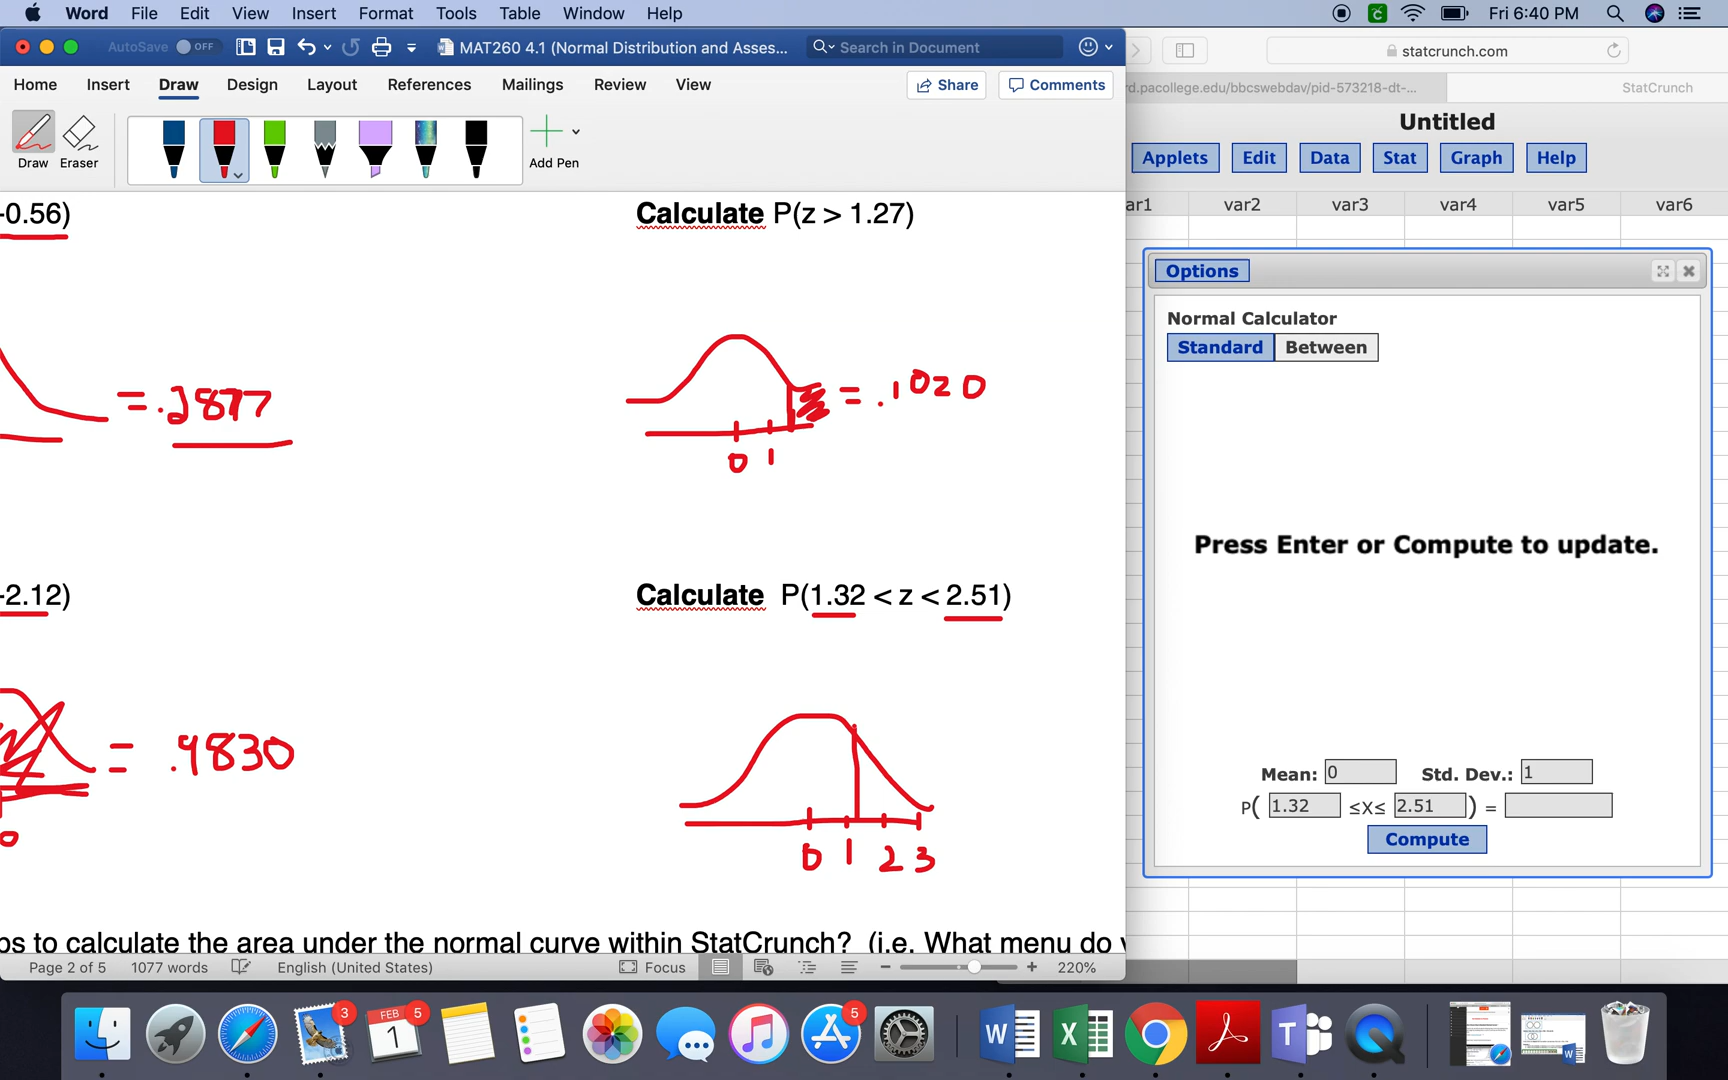 Word File Edit View Insert Format Tools Table Window Help Fri 6:40 PM
AutoSave OFF MAT260 4.1 (Normal Distribution and Asses... Search in Document
statcrunch.com
Home Insert Draw Design Layout References Mailings Review View Share Comments
rd.pacollege.edu/bbcswebdav/pid-573218-dt-... StatCrunch
Untitled
Draw Eraser Add Pen
Applets Edit Data Stat Graph Help
ar1 var2 var3 var4 var5 var6
-0.56) Calculate P(z > 1.27)
= .2877
= .1020
0 1
-2.12) Calculate P(1.32 < z < 2.51)
= .4830
0
0 1 2 3
ps to calculate the area under the normal curve within StatCrunch? (i.e. What menu do
Options
Normal Calculator
Standard Between
Press Enter or Compute to update.
Mean: 0 Std. Dev.: 1
P( 1.32 ≤X≤ 2.51 ) =
Compute
Page 2 of 5 1077 words English (United States) Focus 220%
3 FEB 5 1 5